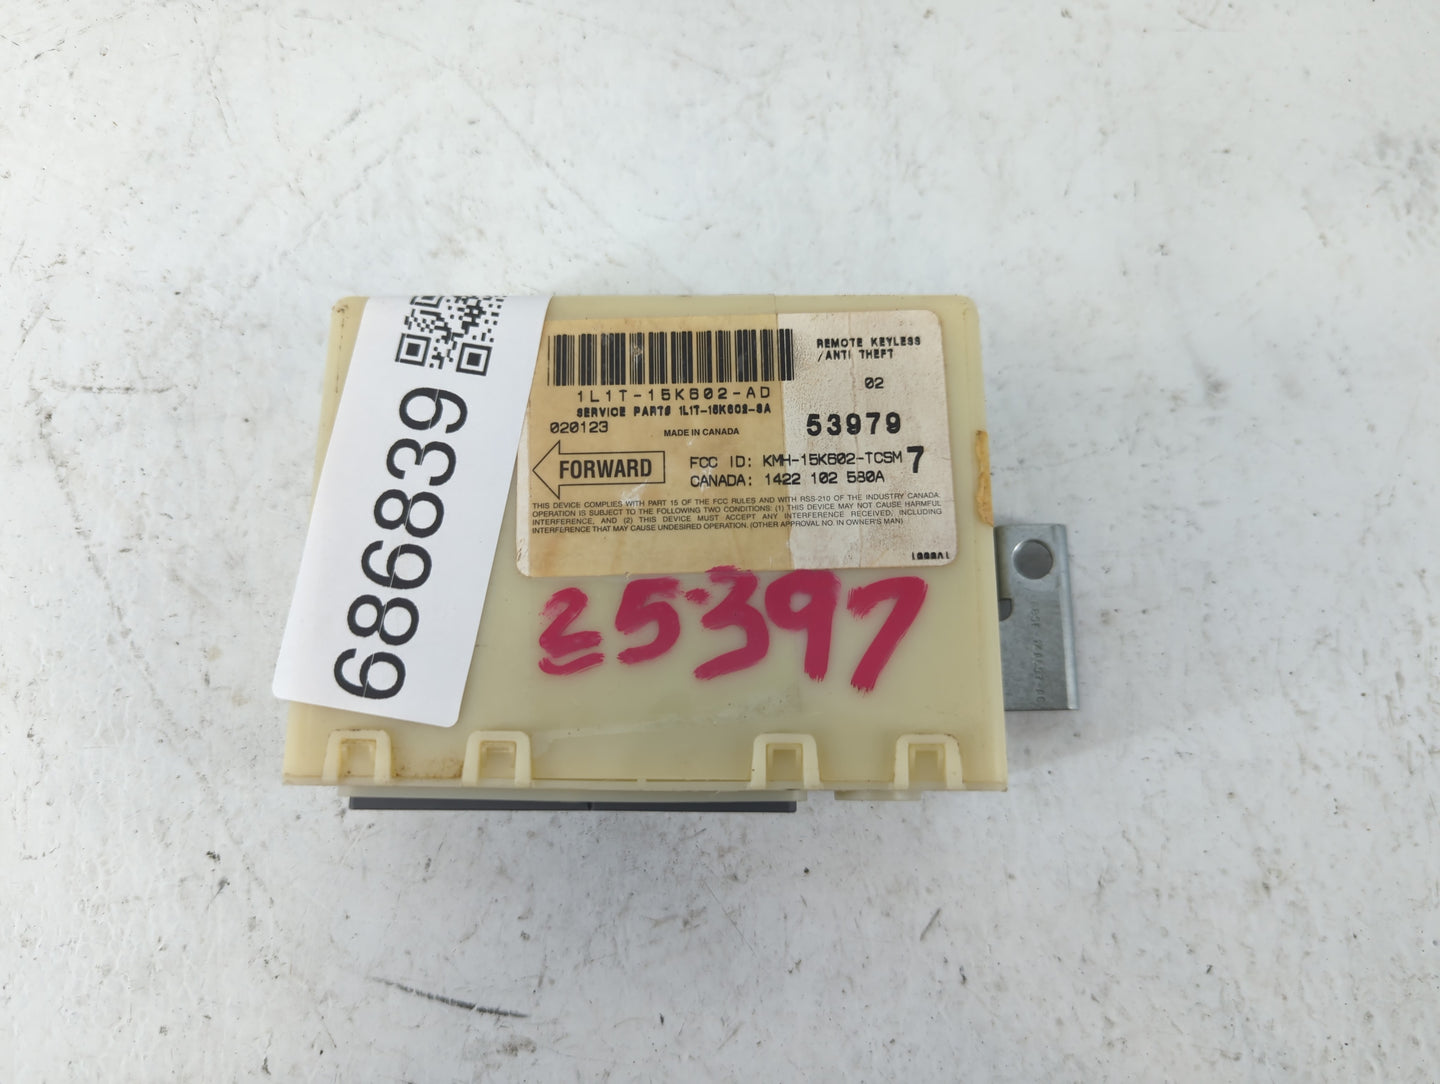 686839
1L1T-15K602-AD
SERVICE PARTS 1L1T-15K602-SA
020123
MADE IN CANADA
REMOTE KEYLESS
/ANTI THEFT
02
53979
FORWARD
FCC ID: KMH-15K602-TCSM 7
CANADA: 1422 102 580A
THIS DEVICE COMPLIES WITH PART 15 OF THE FCC RULES AND WITH RSS-210 OF THE INDUSTRY CANADA.
OPERATION IS SUBJECT TO THE FOLLOWING TWO CONDITIONS: (1) THIS DEVICE MAY NOT CAUSE HARMFUL
INTERFERENCE, AND (2) THIS DEVICE MUST ACCEPT ANY INTERFERENCE RECEIVED, INCLUDING
INTERFERENCE THAT MAY CAUSE UNDESIRED OPERATION. (OTHER APPROVAL NO. IN OWNER'S MAN)
25397